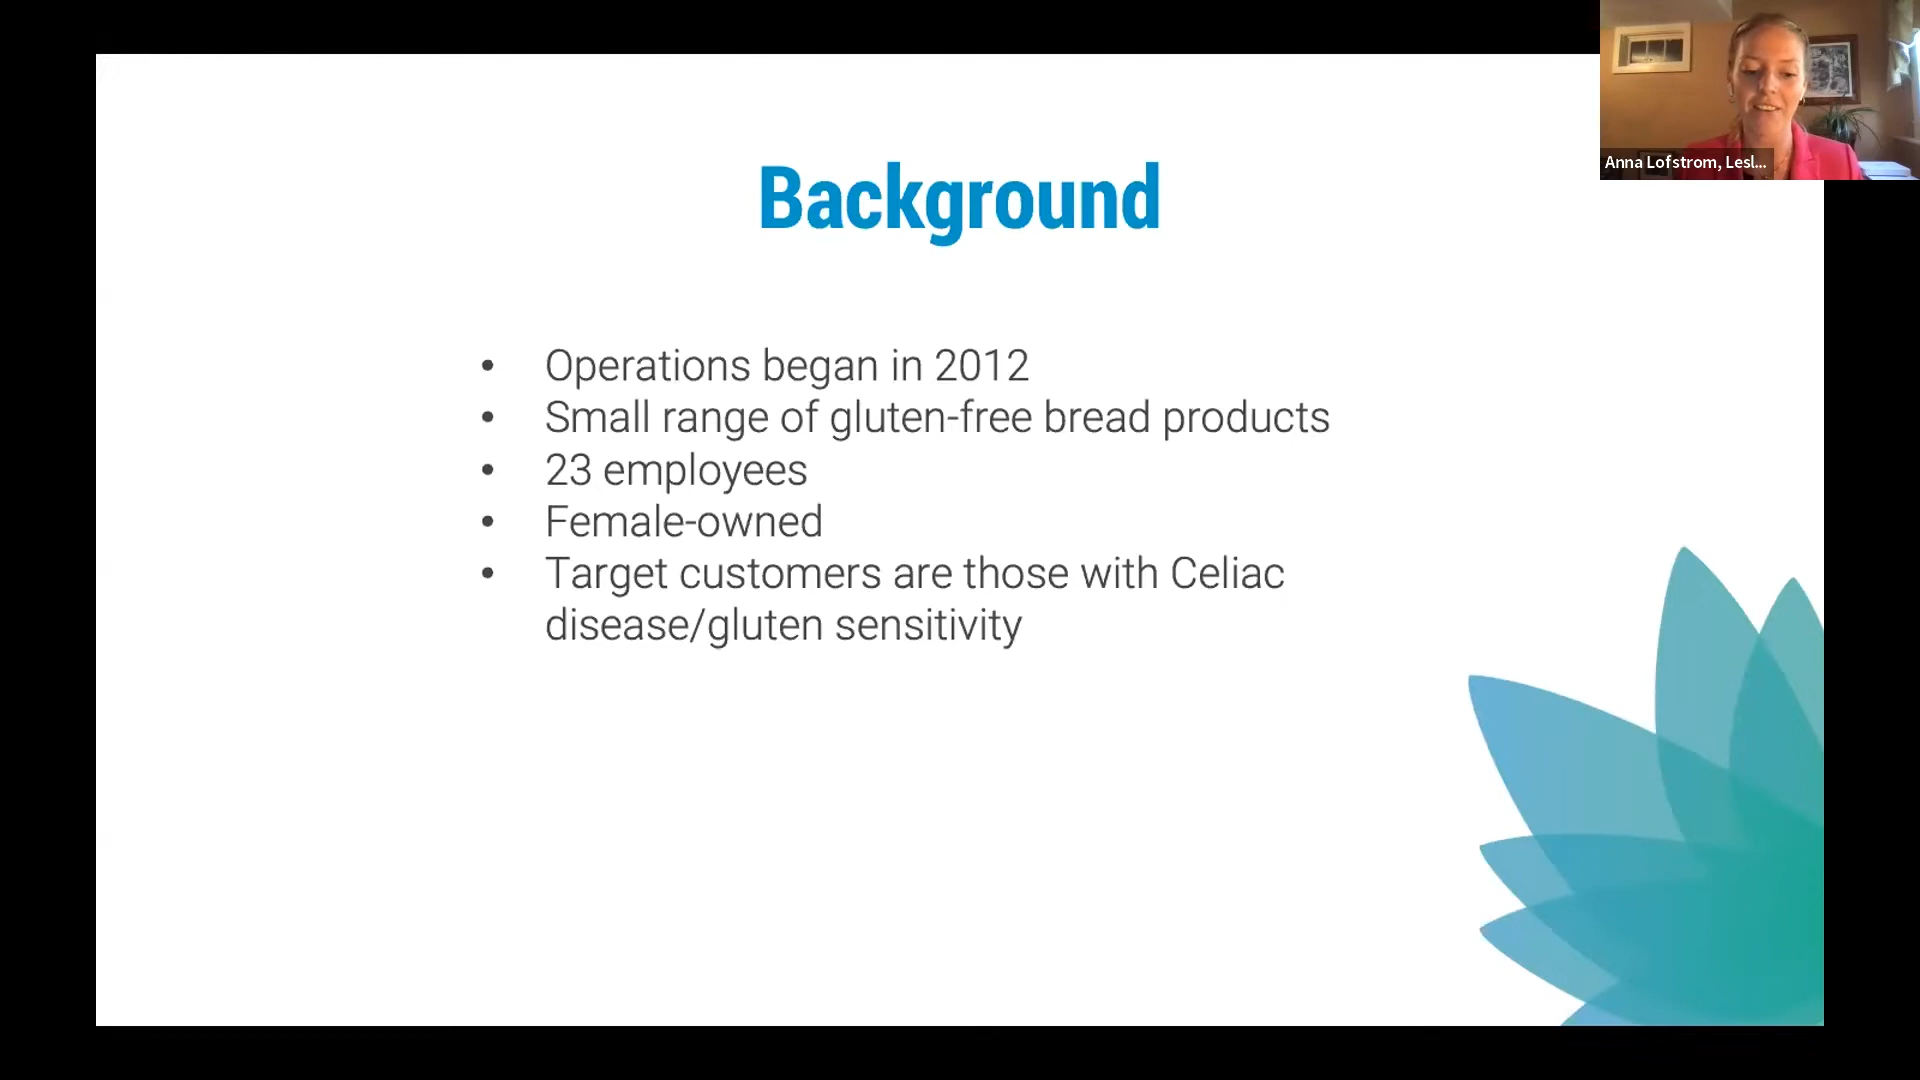 Background
Anna Lofstrom, Lesl...
• Operations began in 2012
• Small range of gluten-free bread products
• 23 employees
• Female-owned
• Target customers are those with Celiac
disease/gluten sensitivity